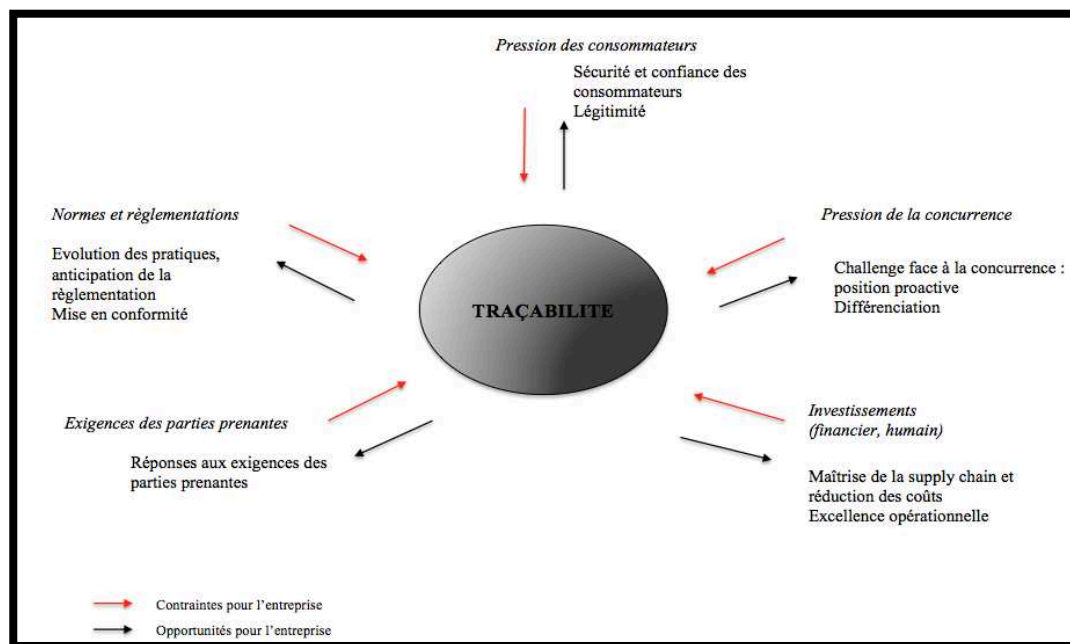 Pression des consommateurs
Sécurité et confiance des
consommateurs
Légitimité
Normes et règlementations
Evolution des pratiques,
anticipation de la
règlementation
Mise en conformité
Pression de la concurrence
Challenge face à la concurrence :
position proactive
Différenciation
TRAÇABILITE
Exigences des parties prenantes
Réponses aux exigences des
parties prenantes
Investissements
(financier, humain)
Maîtrise de la supply chain et
réduction des coûts
Excellence opérationnelle
Contraintes pour l'entreprise
Opportunités pour l'entreprise